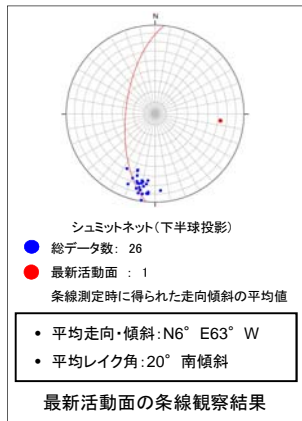 N
シュミットネット(下半球投影)
総データ数: 26
最新活動面 : 1
条線測定時に得られた走向傾斜の平均値
• 平均走向・傾斜:N6° E63° W
• 平均レイク角:20° 南傾斜
最新活動面の条線観察結果